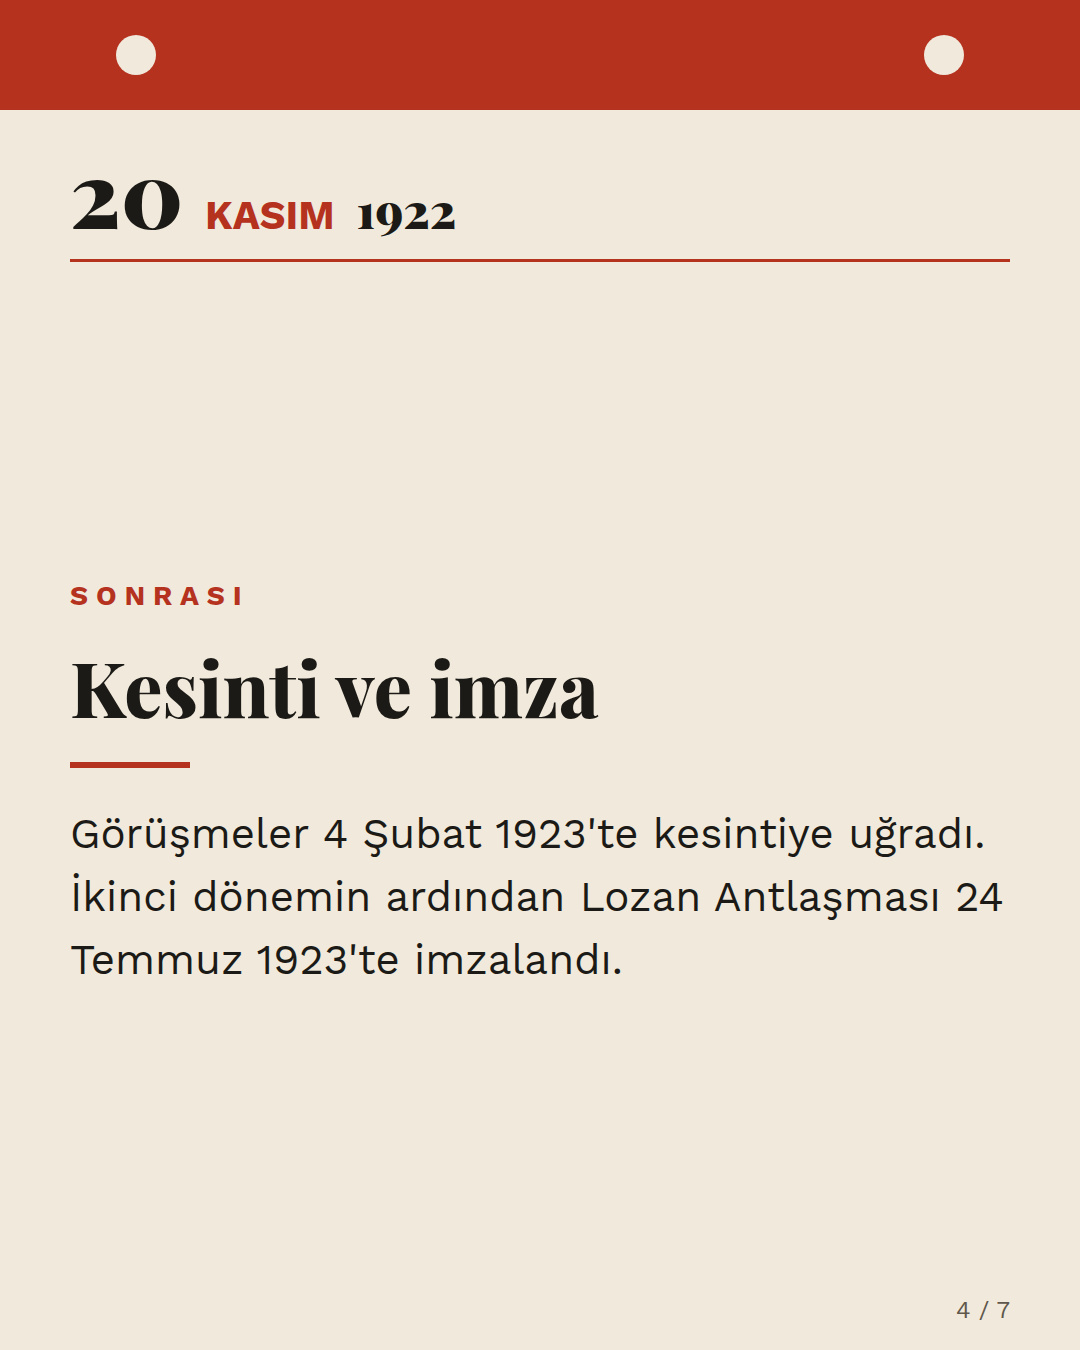 20 KASIM 1922
SONRASI
Kesinti ve imza
Görüşmeler 4 Şubat 1923'te kesintiye uğradı.
İkinci dönemin ardından Lozan Antlaşması 24
Temmuz 1923'te imzalandı.
4 / 7